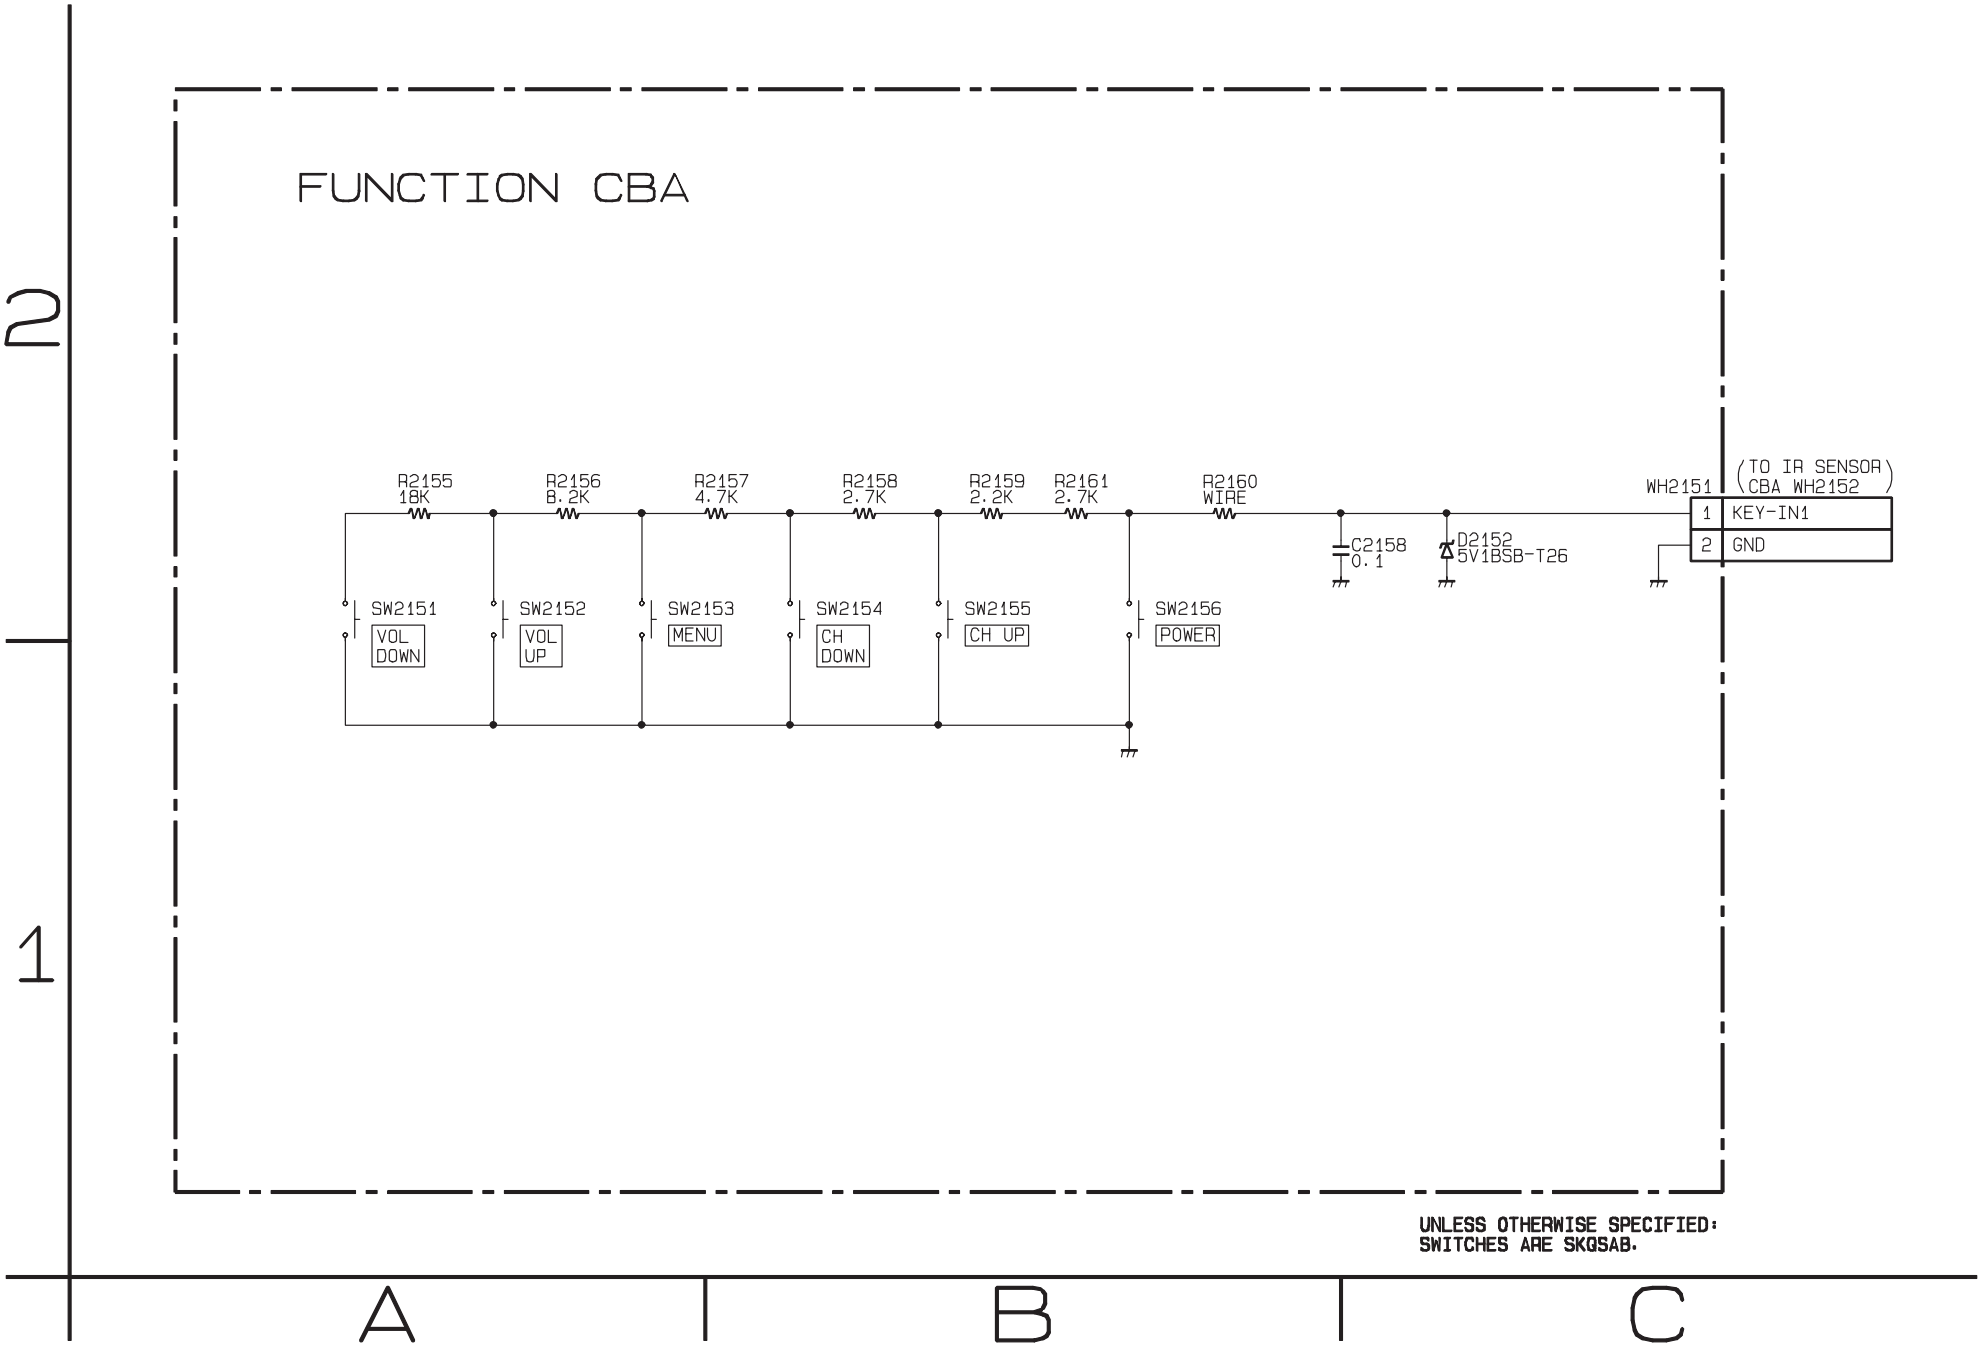 FUNCTION CBA
2
1
R2155
18K
R2156
8.2K
R2157
4.7K
R2158
2.7K
R2159
2.2K
R2161
2.7K
R2160
WIRE
WH2151
(TO IR SENSOR
CBA WH2152)
1 KEY-IN1
2 GND
C2158
0.1
D2152
5V1BSB-T26
SW2151
VOL
DOWN
SW2152
VOL
UP
SW2153
MENU
SW2154
CH
DOWN
SW2155
CH UP
SW2156
POWER
UNLESS OTHERWISE SPECIFIED:
SWITCHES ARE SKQSAB.
A B C